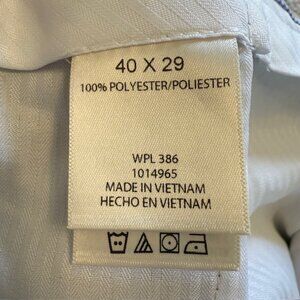 40 X 29
100% POLYESTER/POLIESTER
WPL 386
1014965
MADE IN VIETNAM
HECHO EN VIETNAM